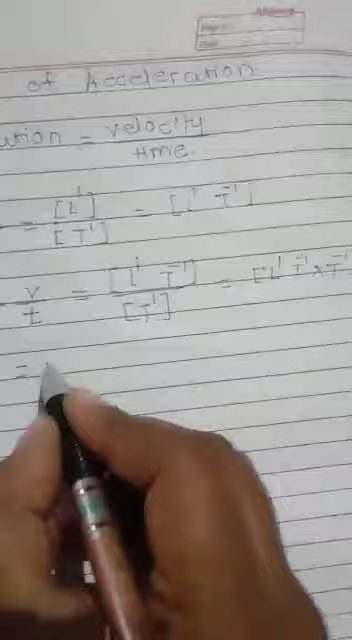 of Acceleration
ation = velocity / time
= [L¹] / [T¹] = [L¹ T⁻¹]
v / t = [L¹ T⁻¹] / [T¹] = [L¹ T⁻¹ × T⁻¹
=